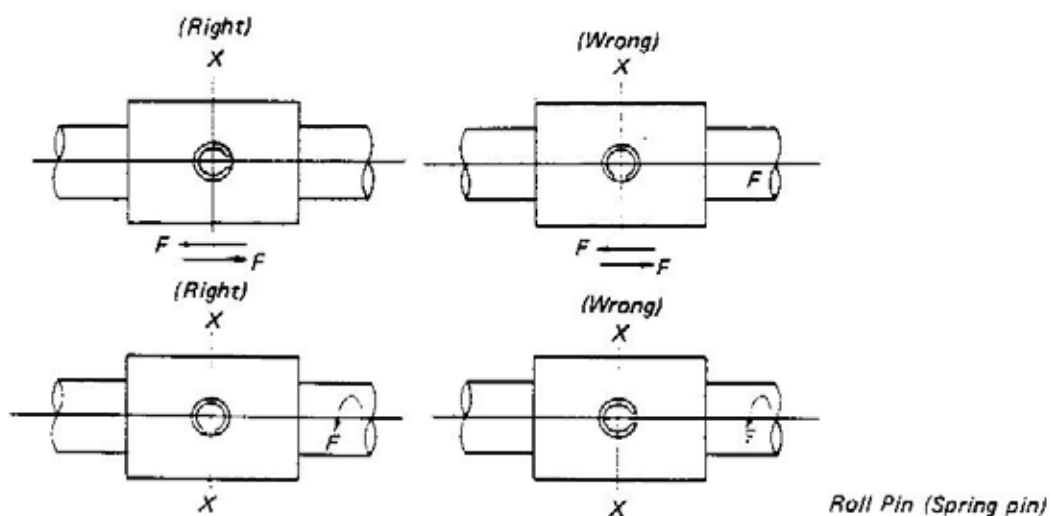 (Right)
X
(Wrong)
X
F
F
F
F
F
(Right)
X
(Wrong)
X
F
F
X
X
Roll Pin (Spring pin)